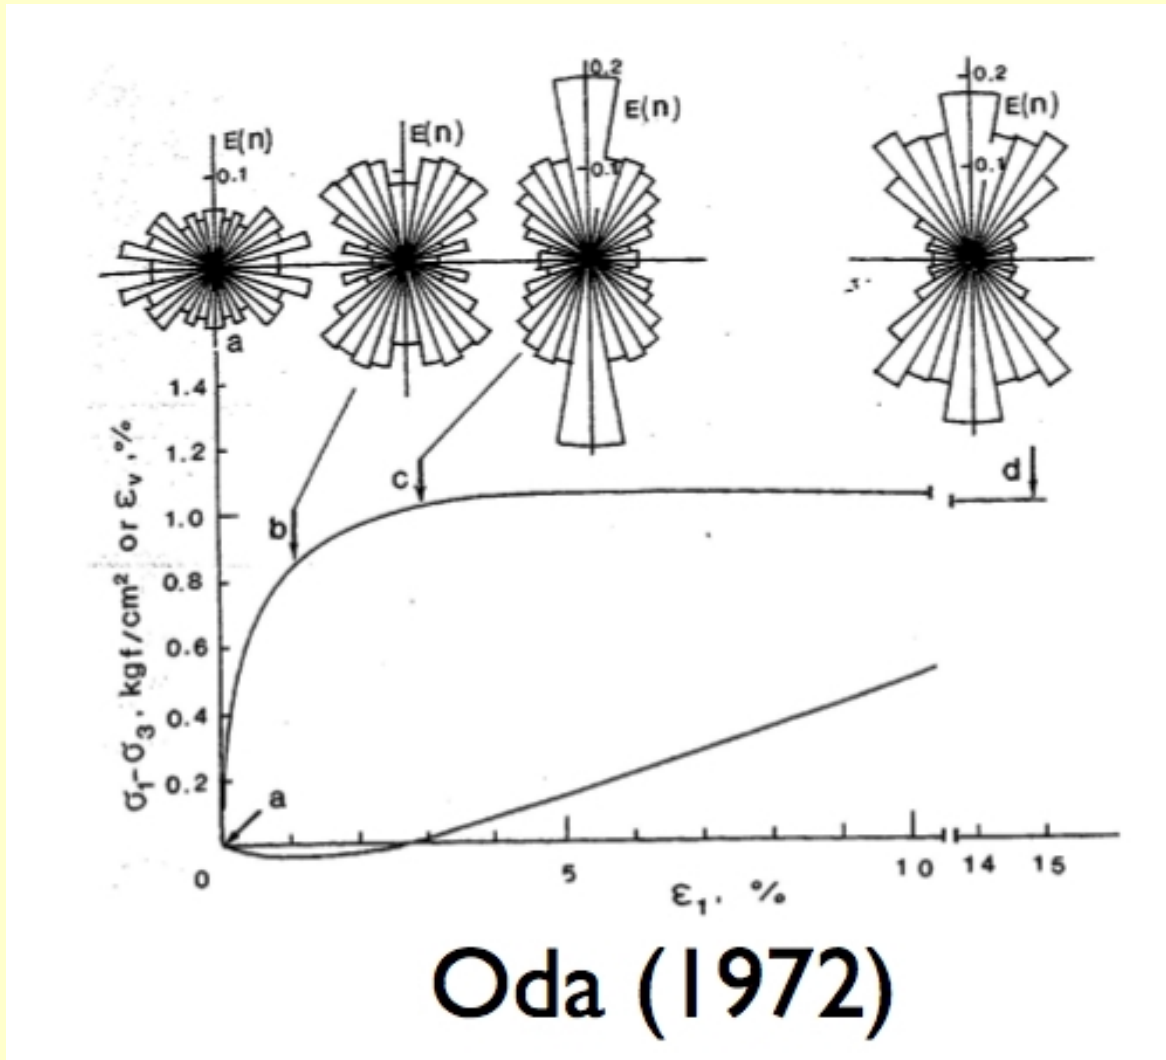 0.2
E(n)
0.1
0.2
E(n)
0.1
E(n)
E(n)
0.1
a
1.4
1.2
1.0
0.8
0.6
0.4
0.2
0
σ₁-σ₃, kgf/cm² or εᵥ, %
b
c
d
a
5
10
14
15
ε₁, %
Oda (1972)